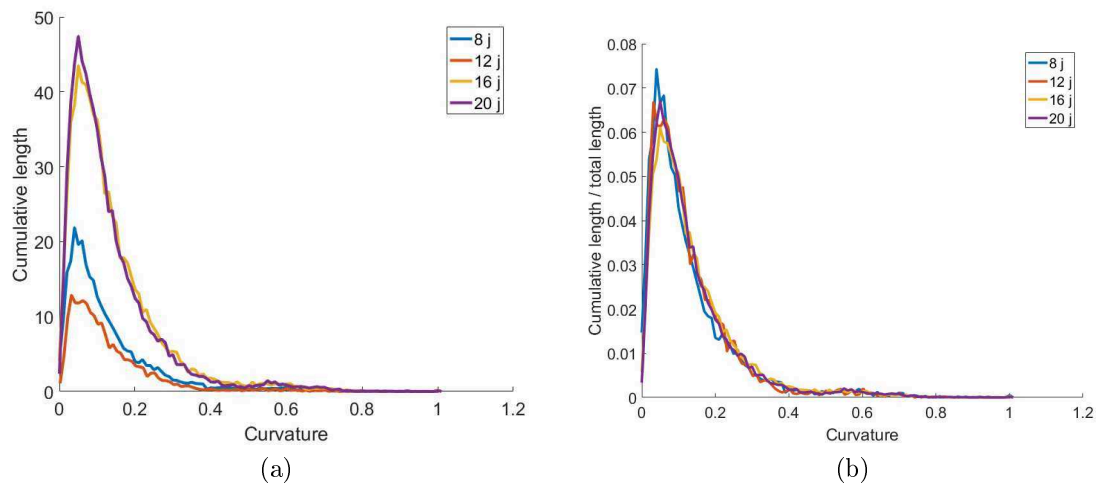 50
40
30
20
10
0
0
0.2
0.4
0.6
0.8
1
1.2
Cumulative length
Curvature
8 j
12 j
16 j
20 j
(a)
0.08
0.07
0.06
0.05
0.04
0.03
0.02
0.01
0
0
0.2
0.4
0.6
0.8
1
1.2
Cumulative length / total length
Curvature
8 j
12 j
16 j
20 j
(b)